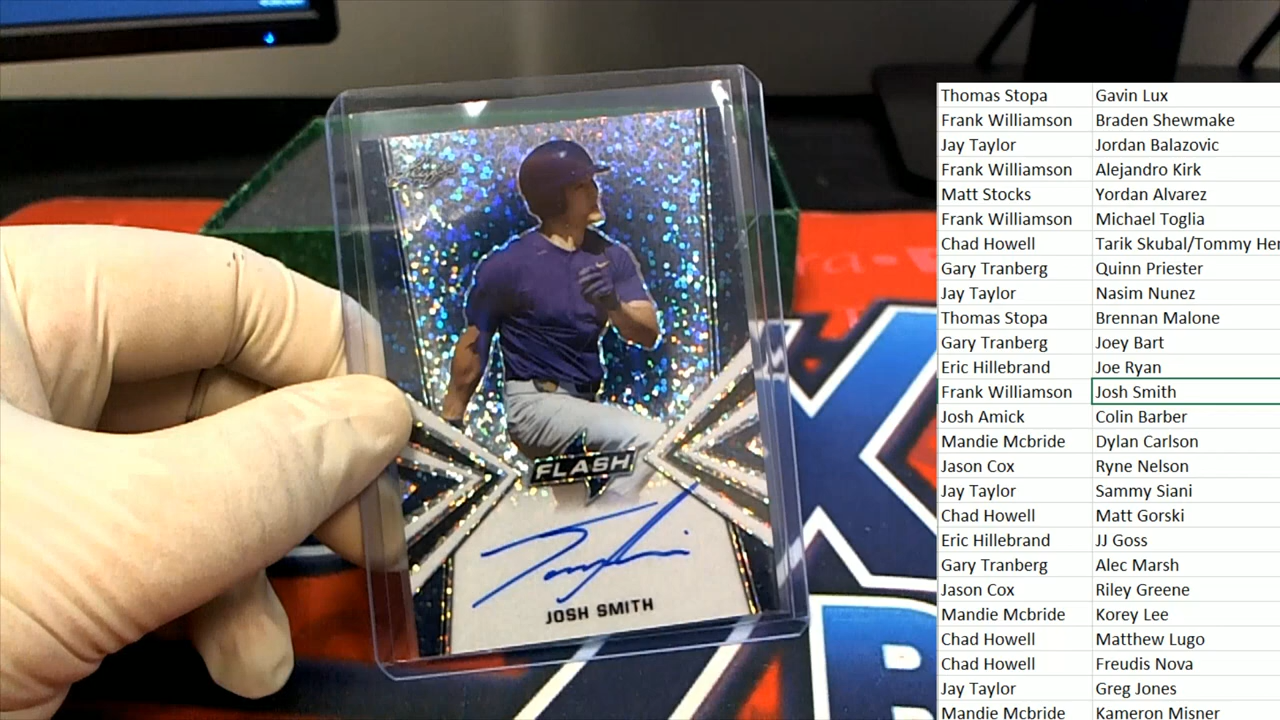 Leaf
FLASH
JOSH SMITH
Thomas Stopa Gavin Lux
Frank Williamson Braden Shewmake
Jay Taylor Jordan Balazovic
Frank Williamson Alejandro Kirk
Matt Stocks Yordan Alvarez
Frank Williamson Michael Toglia
Chad Howell Tarik Skubal/Tommy Her
Gary Tranberg Quinn Priester
Jay Taylor Nasim Nunez
Thomas Stopa Brennan Malone
Gary Tranberg Joey Bart
Eric Hillebrand Joe Ryan
Frank Williamson Josh Smith
Josh Amick Colin Barber
Mandie Mcbride Dylan Carlson
Jason Cox Ryne Nelson
Jay Taylor Sammy Siani
Chad Howell Matt Gorski
Eric Hillebrand JJ Goss
Gary Tranberg Alec Marsh
Jason Cox Riley Greene
Mandie Mcbride Korey Lee
Chad Howell Matthew Lugo
Chad Howell Freudis Nova
Jay Taylor Greg Jones
Mandie Mcbride Kameron Misner